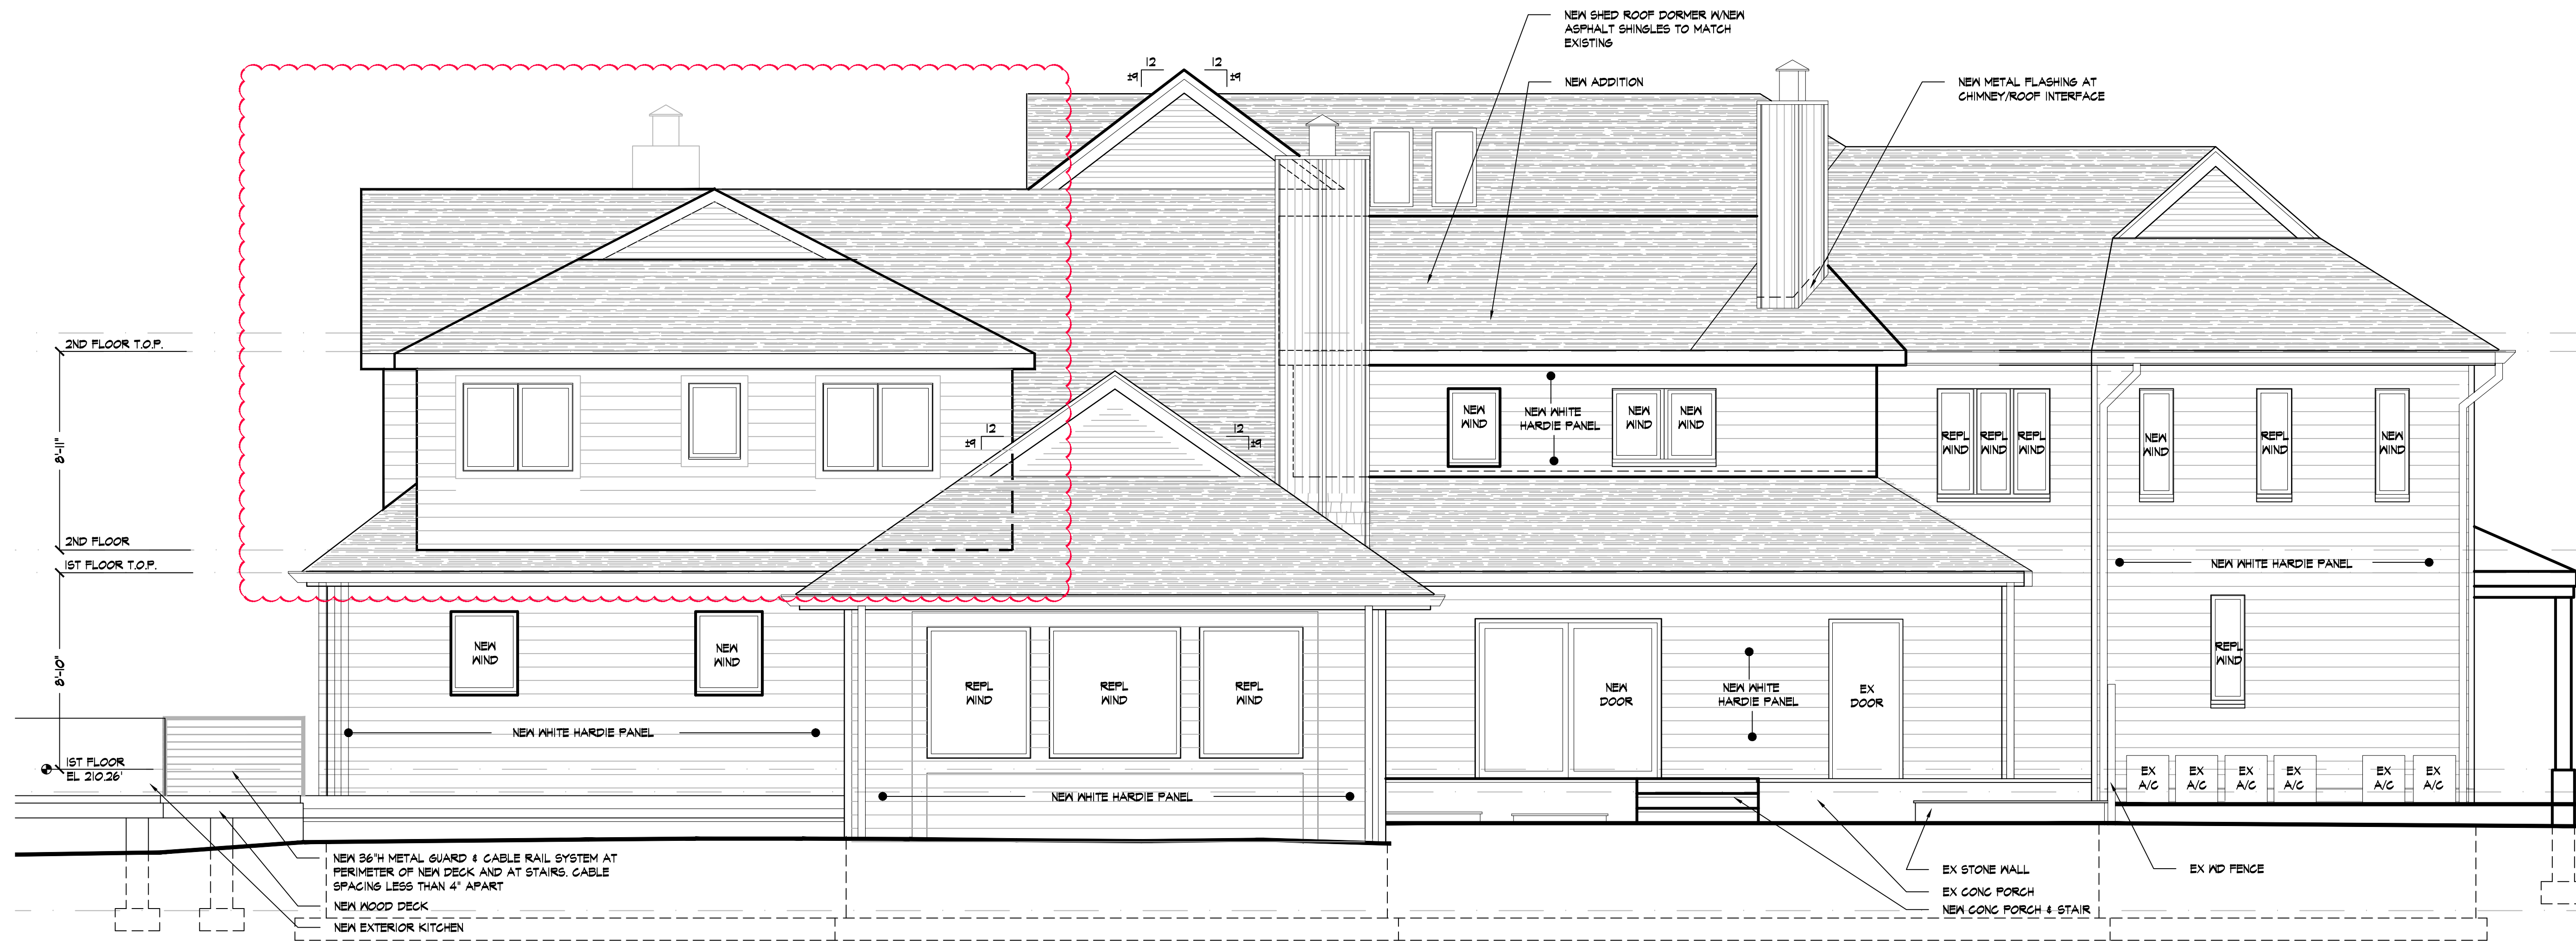 NEW SHED ROOF DORMER W/NEW
ASPHALT SHINGLES TO MATCH
EXISTING
NEW ADDITION
NEW METAL FLASHING AT
CHIMNEY/ROOF INTERFACE
12
±9
12
±9
2ND FLOOR T.O.P.
8'-11"
2ND FLOOR
1ST FLOOR T.O.P.
8'-10"
1ST FLOOR
EL 210.26'
12
±9
12
±9
NEW
WIND
NEW WHITE
HARDIE PANEL
NEW
WIND
NEW
WIND
REPL
WIND
REPL
WIND
REPL
WIND
NEW
WIND
REPL
WIND
NEW
WIND
NEW WHITE HARDIE PANEL
NEW
WIND
NEW
WIND
NEW WHITE HARDIE PANEL
REPL
WIND
REPL
WIND
REPL
WIND
NEW WHITE HARDIE PANEL
NEW
DOOR
NEW WHITE
HARDIE PANEL
EX
DOOR
REPL
WIND
EX
A/C
EX
A/C
EX
A/C
EX
A/C
EX
A/C
EX
A/C
NEW 36"H METAL GUARD & CABLE RAIL SYSTEM AT
PERIMETER OF NEW DECK AND AT STAIRS. CABLE
SPACING LESS THAN 4" APART
NEW WOOD DECK
NEW EXTERIOR KITCHEN
EX STONE WALL
EX CONC PORCH
NEW CONC PORCH & STAIR
EX WD FENCE